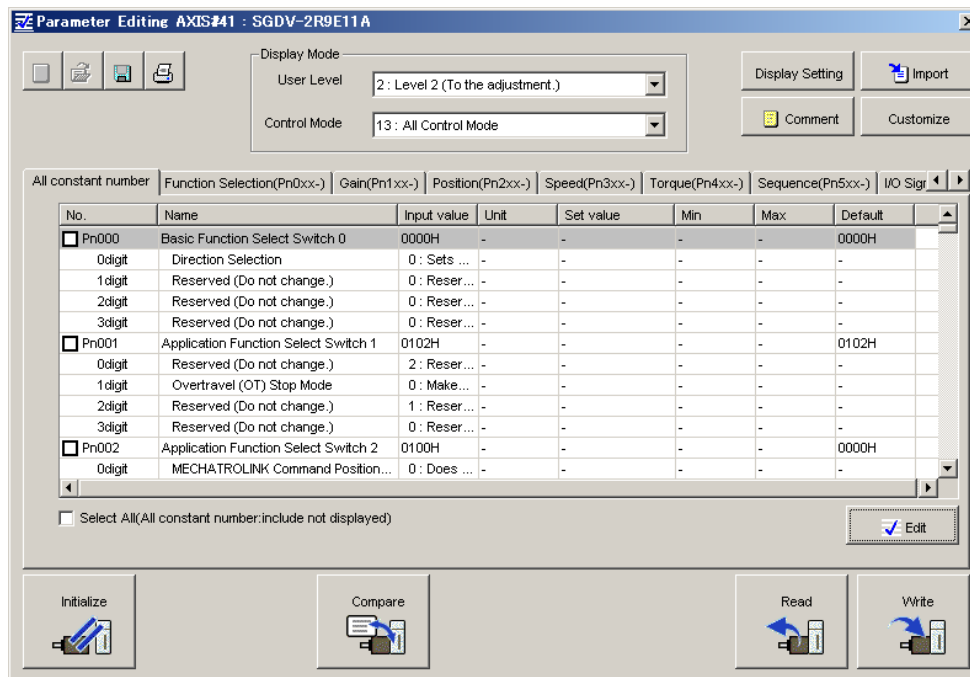 Parameter Editing AXIS#41 : SGDV-2R9E11A
Display Mode
User Level 2 : Level 2 (To the adjustment.)
Control Mode 13 : All Control Mode
Display Setting Import
Comment Customize
All constant number Function Selection(Pn0xx-) Gain(Pn1xx-) Position(Pn2xx-) Speed(Pn3xx-) Torque(Pn4xx-) Sequence(Pn5xx-) I/O Sigr
No. Name Input value Unit Set value Min Max Default
Pn000 Basic Function Select Switch 0 0000H - - - - 0000H
0digit Direction Selection 0 : Sets ... - - - - -
1digit Reserved (Do not change.) 0 : Reser... - - - - -
2digit Reserved (Do not change.) 0 : Reser... - - - - -
3digit Reserved (Do not change.) 0 : Reser... - - - - -
Pn001 Application Function Select Switch 1 0102H - - - - 0102H
0digit Reserved (Do not change.) 2 : Reser... - - - - -
1digit Overtravel (OT) Stop Mode 0 : Make... - - - - -
2digit Reserved (Do not change.) 1 : Reser... - - - - -
3digit Reserved (Do not change.) 0 : Reser... - - - - -
Pn002 Application Function Select Switch 2 0100H - - - - 0000H
0digit MECHATROLINK Command Position... 0 : Does ... - - - - -
Select All(All constant number:include not displayed)
Edit
Initialize Compare Read Write